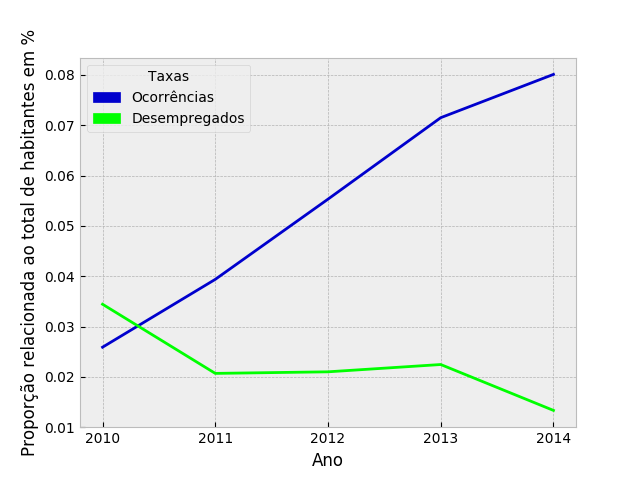 Proporção relacionada ao total de habitantes em %
0.08
0.07
0.06
0.05
0.04
0.03
0.02
0.01
Taxas
Ocorrências
Desempregados
2010 2011 2012 2013 2014
Ano